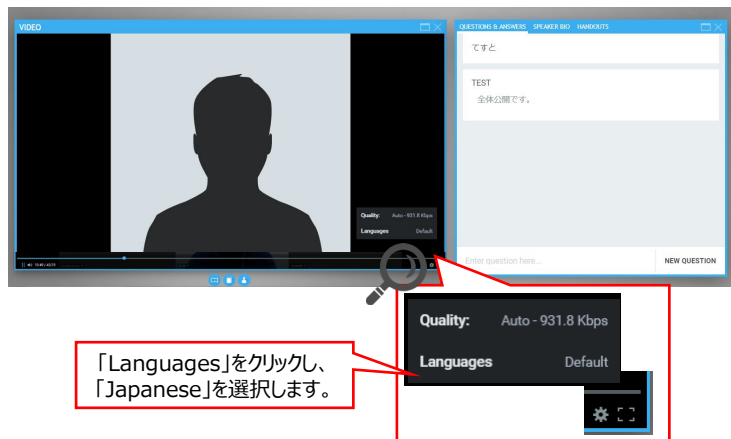 VIDEO
Quality: Auto - 931.8 Kbps
Languages Default
QUESTIONS & ANSWERS SPEAKER BIO HANDOUTS
てすと
TEST
全体公開です。
Enter question here... NEW QUESTION
Quality: Auto - 931.8 Kbps
Languages Default
「Languages」をクリックし、
「Japanese」を選択します。